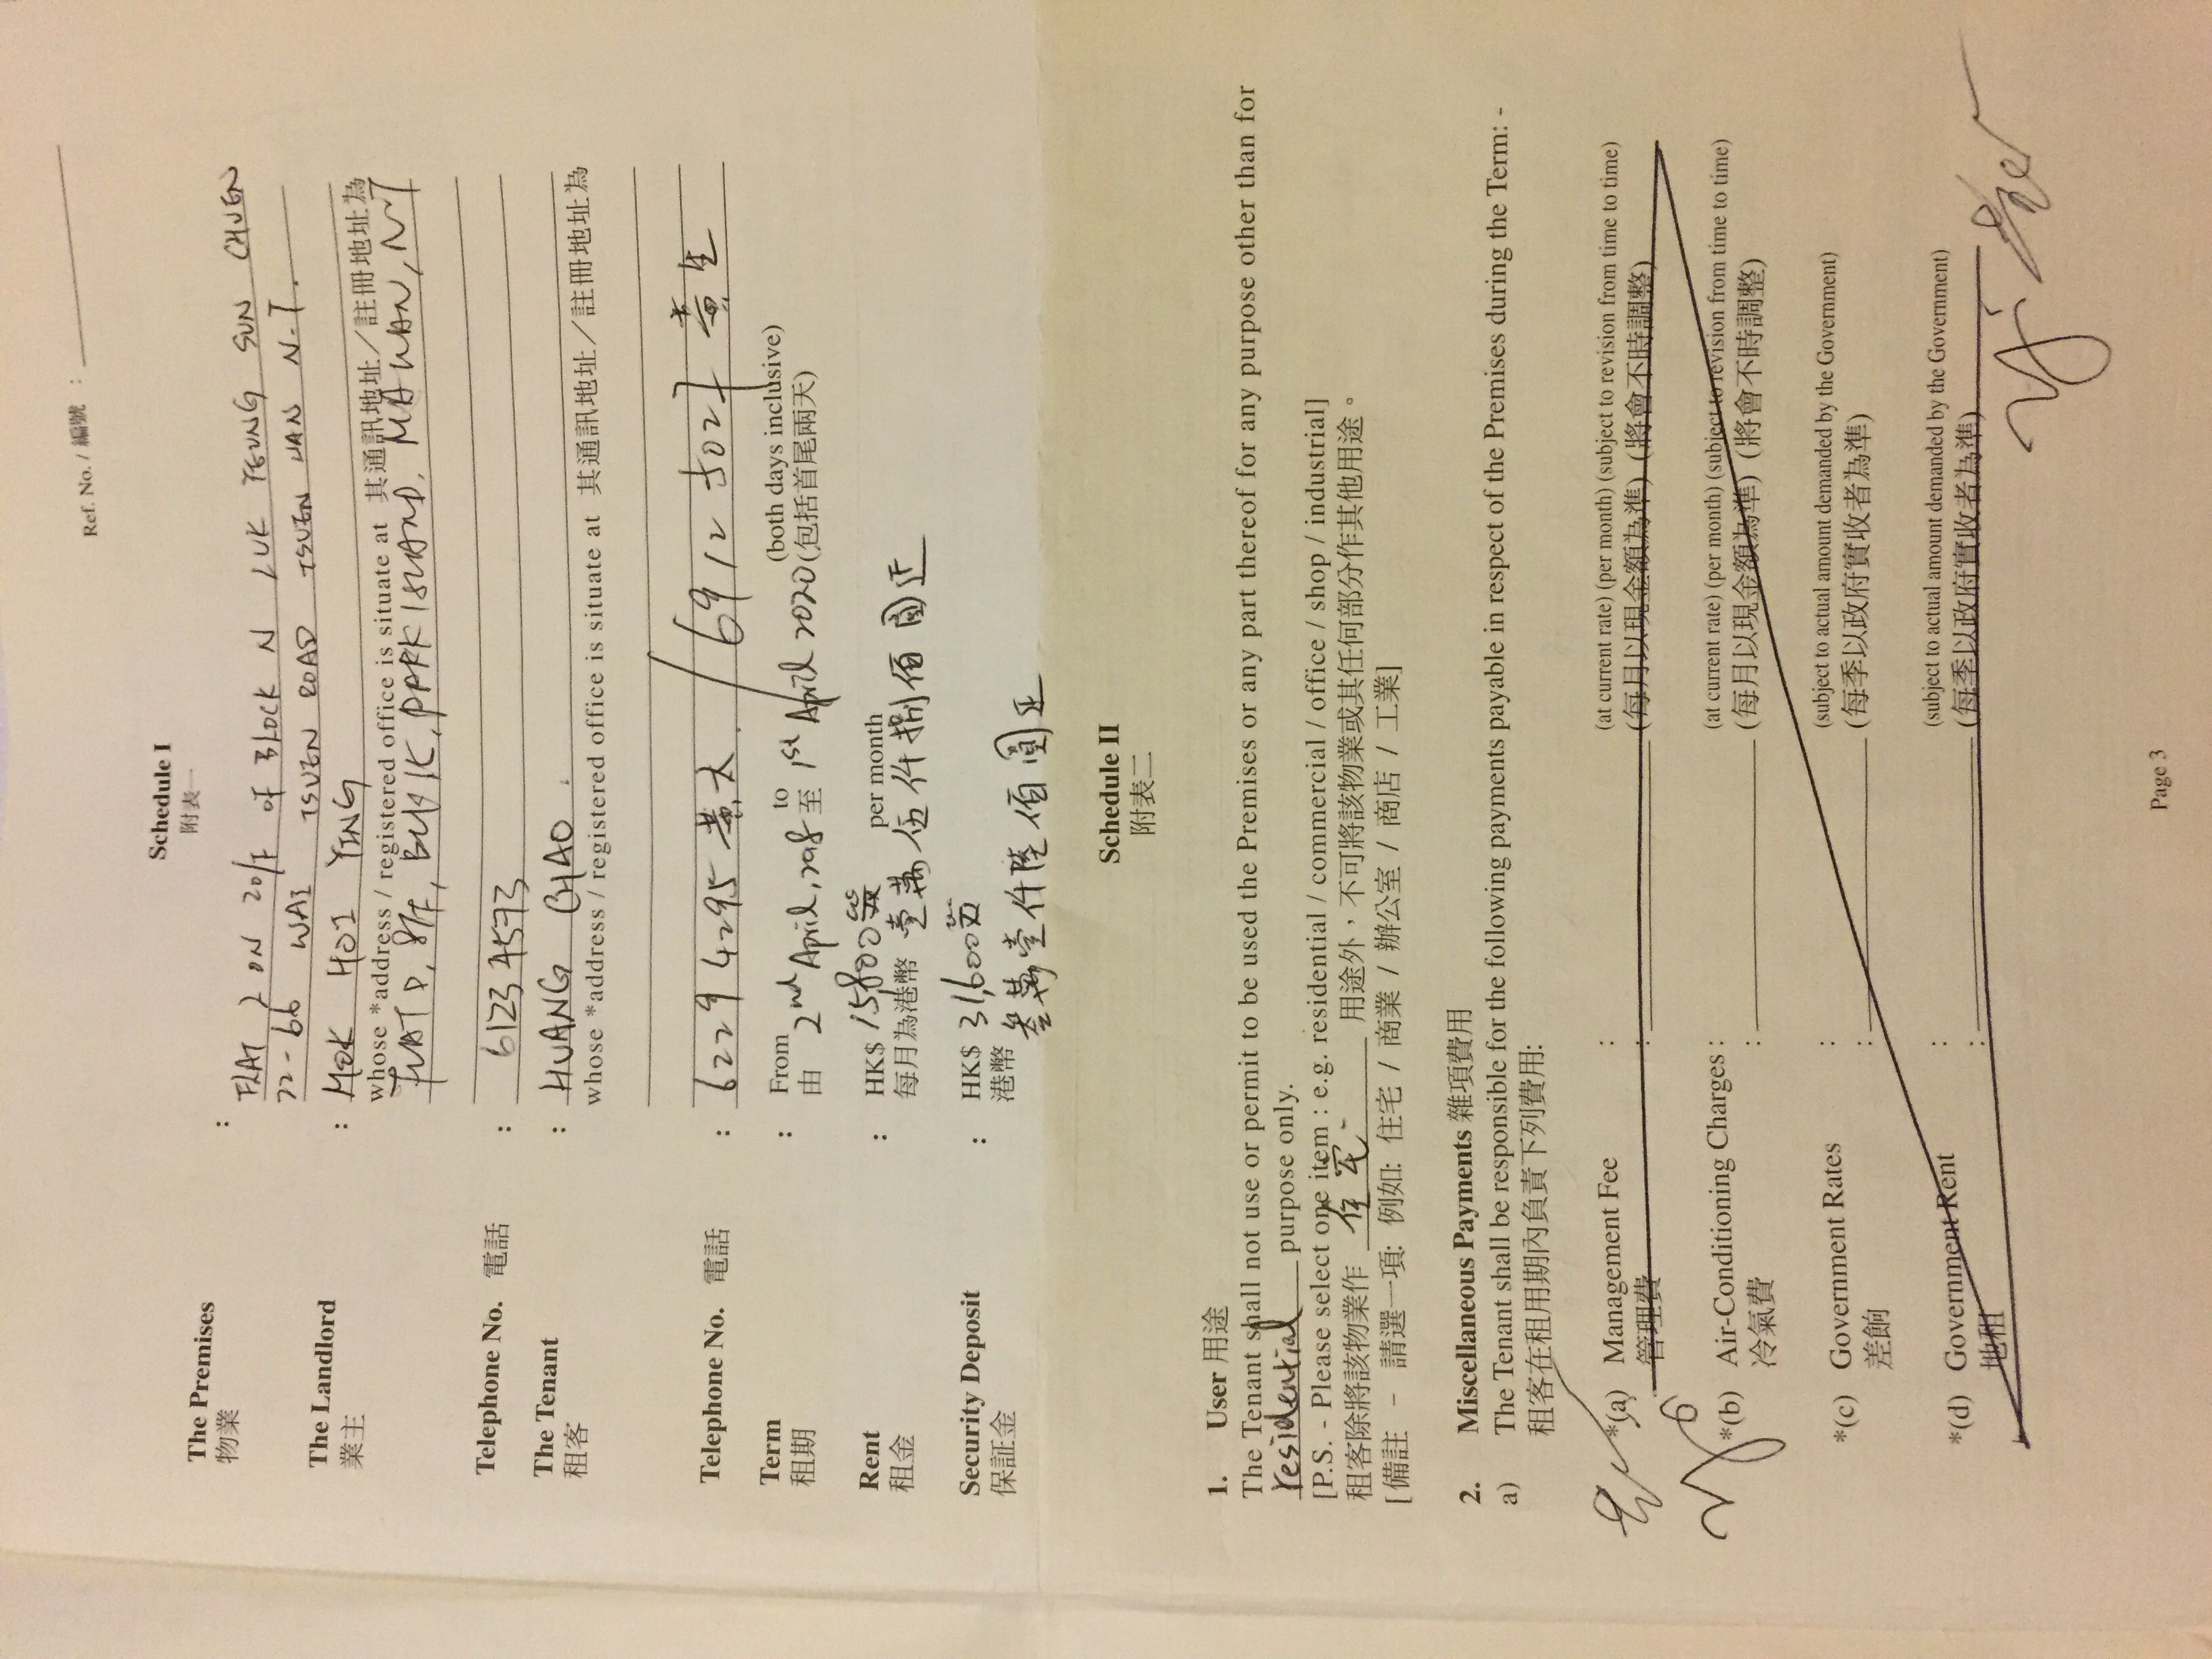 Ref. No. / 編號 :
Schedule I
附表一
The Premises : FLAT 2 ON 20/F OF BLOCK N LUK YEUNG SUN CHUEN
物業 22-66 WAI TSUEN ROAD TSUEN WAN N.T.
The Landlord : MOK HOI YING
業主 whose *address / registered office is situate at 其通訊地址／註冊地址為
FLAT D, 8/F, BLK 1C, PARK ISLAND, MA WAN, N.T
Telephone No. 電話 : 6123 4573
The Tenant : HUANG CHAO
租客 whose *address / registered office is situate at 其通訊地址／註冊地址為
Telephone No. 電話 : 6229 4295 黃太 / 6912 5027 黃生
Term : From 2nd April, 2018 to 1st April 2020 (both days inclusive)
租期 由 至 (包括首尾兩天)
Rent : HK$ 15,800 per month
租金 每月為港幣 壹萬伍仟捌佰圓正
Security Deposit : HK$ 31,600
保証金 港幣 叁萬壹仟陸佰圓正
Schedule II
附表二
1. User 用途
The Tenant shall not use or permit to be used the Premises or any part thereof for any purpose other than for
residential purpose only.
[P.S. - Please select one item : e.g. residential / commercial / office / shop / industrial]
租客除將該物業作 住宅 用途外，不可將該物業或其任何部分作其他用途。
[備註 - 請選一項: 例如: 住宅 / 商業 / 辦公室 / 商店 / 工業]
2. Miscellaneous Payments 雜項費用
a) The Tenant shall be responsible for the following payments payable in respect of the Premises during the Term: -
租客在租用期內負責下列費用:
*(a) Management Fee : (at current rate) (per month) (subject to revision from time to time)
管理費 : (每月以現金額為準) (將會不時調整)
*(b) Air-Conditioning Charges : (at current rate) (per month) (subject to revision from time to time)
冷氣費 : (每月以現金額為準) (將會不時調整)
*(c) Government Rates : (subject to actual amount demanded by the Government)
差餉 : (每季以政府實收者為準)
*(d) Government Rent : (subject to actual amount demanded by the Government)
地租 : (每季以政府實收者為準)
Page 3